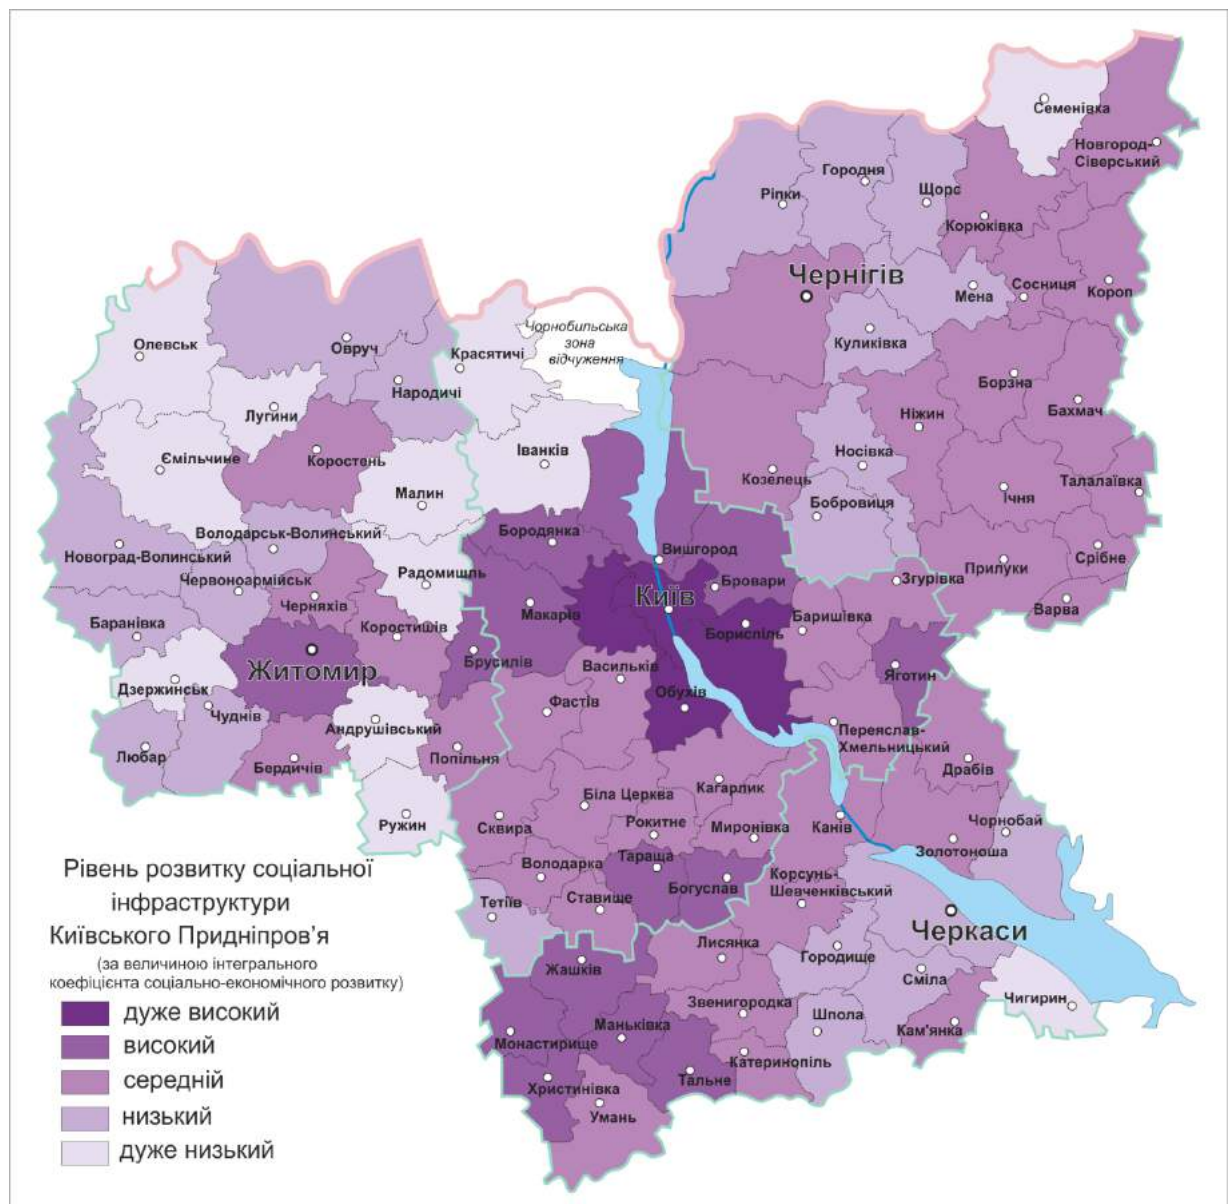 Семенівка
Новгород-
Сіверський
Городня
Щорс
Ріпки
Корюківка
Чернігів
Мена
Сосниця
Короп
Чорнобильська
зона
відчуження
Олевськ
Овруч
Красятичі
Куликівка
Народичі
Борзна
Бахмач
Лугини
Ніжин
Ємільчине
Коростень
Іванків
Носівка
Козелець
Малин
Ічня
Талалаївка
Бобровиця
Володарськ-Волинський
Бородянка
Новоград-Волинський
Вишгород
Срібне
Прилуки
Червоноармійськ
Радомишль
Бровари
Згурівка
Черняхів
Київ
Макарів
Варва
Баранівка
Коростишів
Бориспіль
Баришівка
Житомир
Брусилів
Васильків
Яготин
Дзержинськ
Обухів
Фастів
Чуднів
Андрушівський
Переяслав-
Хмельницький
Любар
Бердичів
Попільня
Драбів
Кагарлик
Біла Церква
Ружин
Сквира
Рокитне
Миронівка
Канів
Чорнобай
Золотоноша
Володарка
Тараща
Корсунь-
Шевченківський
Богуслав
Тетіїв
Ставище
Черкаси
Лисянка
Городище
Жашків
Сміла
Чигирин
Звенигородка
Шпола
Маньківка
Кам'янка
Монастирище
Катеринопіль
Христинівка
Тальне
Умань
Рівень розвитку соціальної
інфраструктури
Київського Придніпров’я
(за величиною інтегрального
коефіцієнта соціально-економічного розвитку)
дуже високий
високий
середній
низький
дуже низький